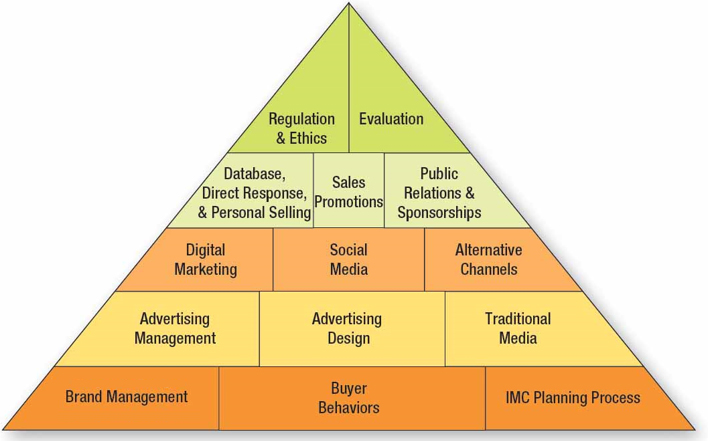 Regulation
& Ethics
Evaluation
Database,
Direct Response,
& Personal Selling
Sales
Promotions
Public
Relations &
Sponsorships
Digital
Marketing
Social
Media
Alternative
Channels
Advertising
Management
Advertising
Design
Traditional
Media
Brand Management
Buyer
Behaviors
IMC Planning Process